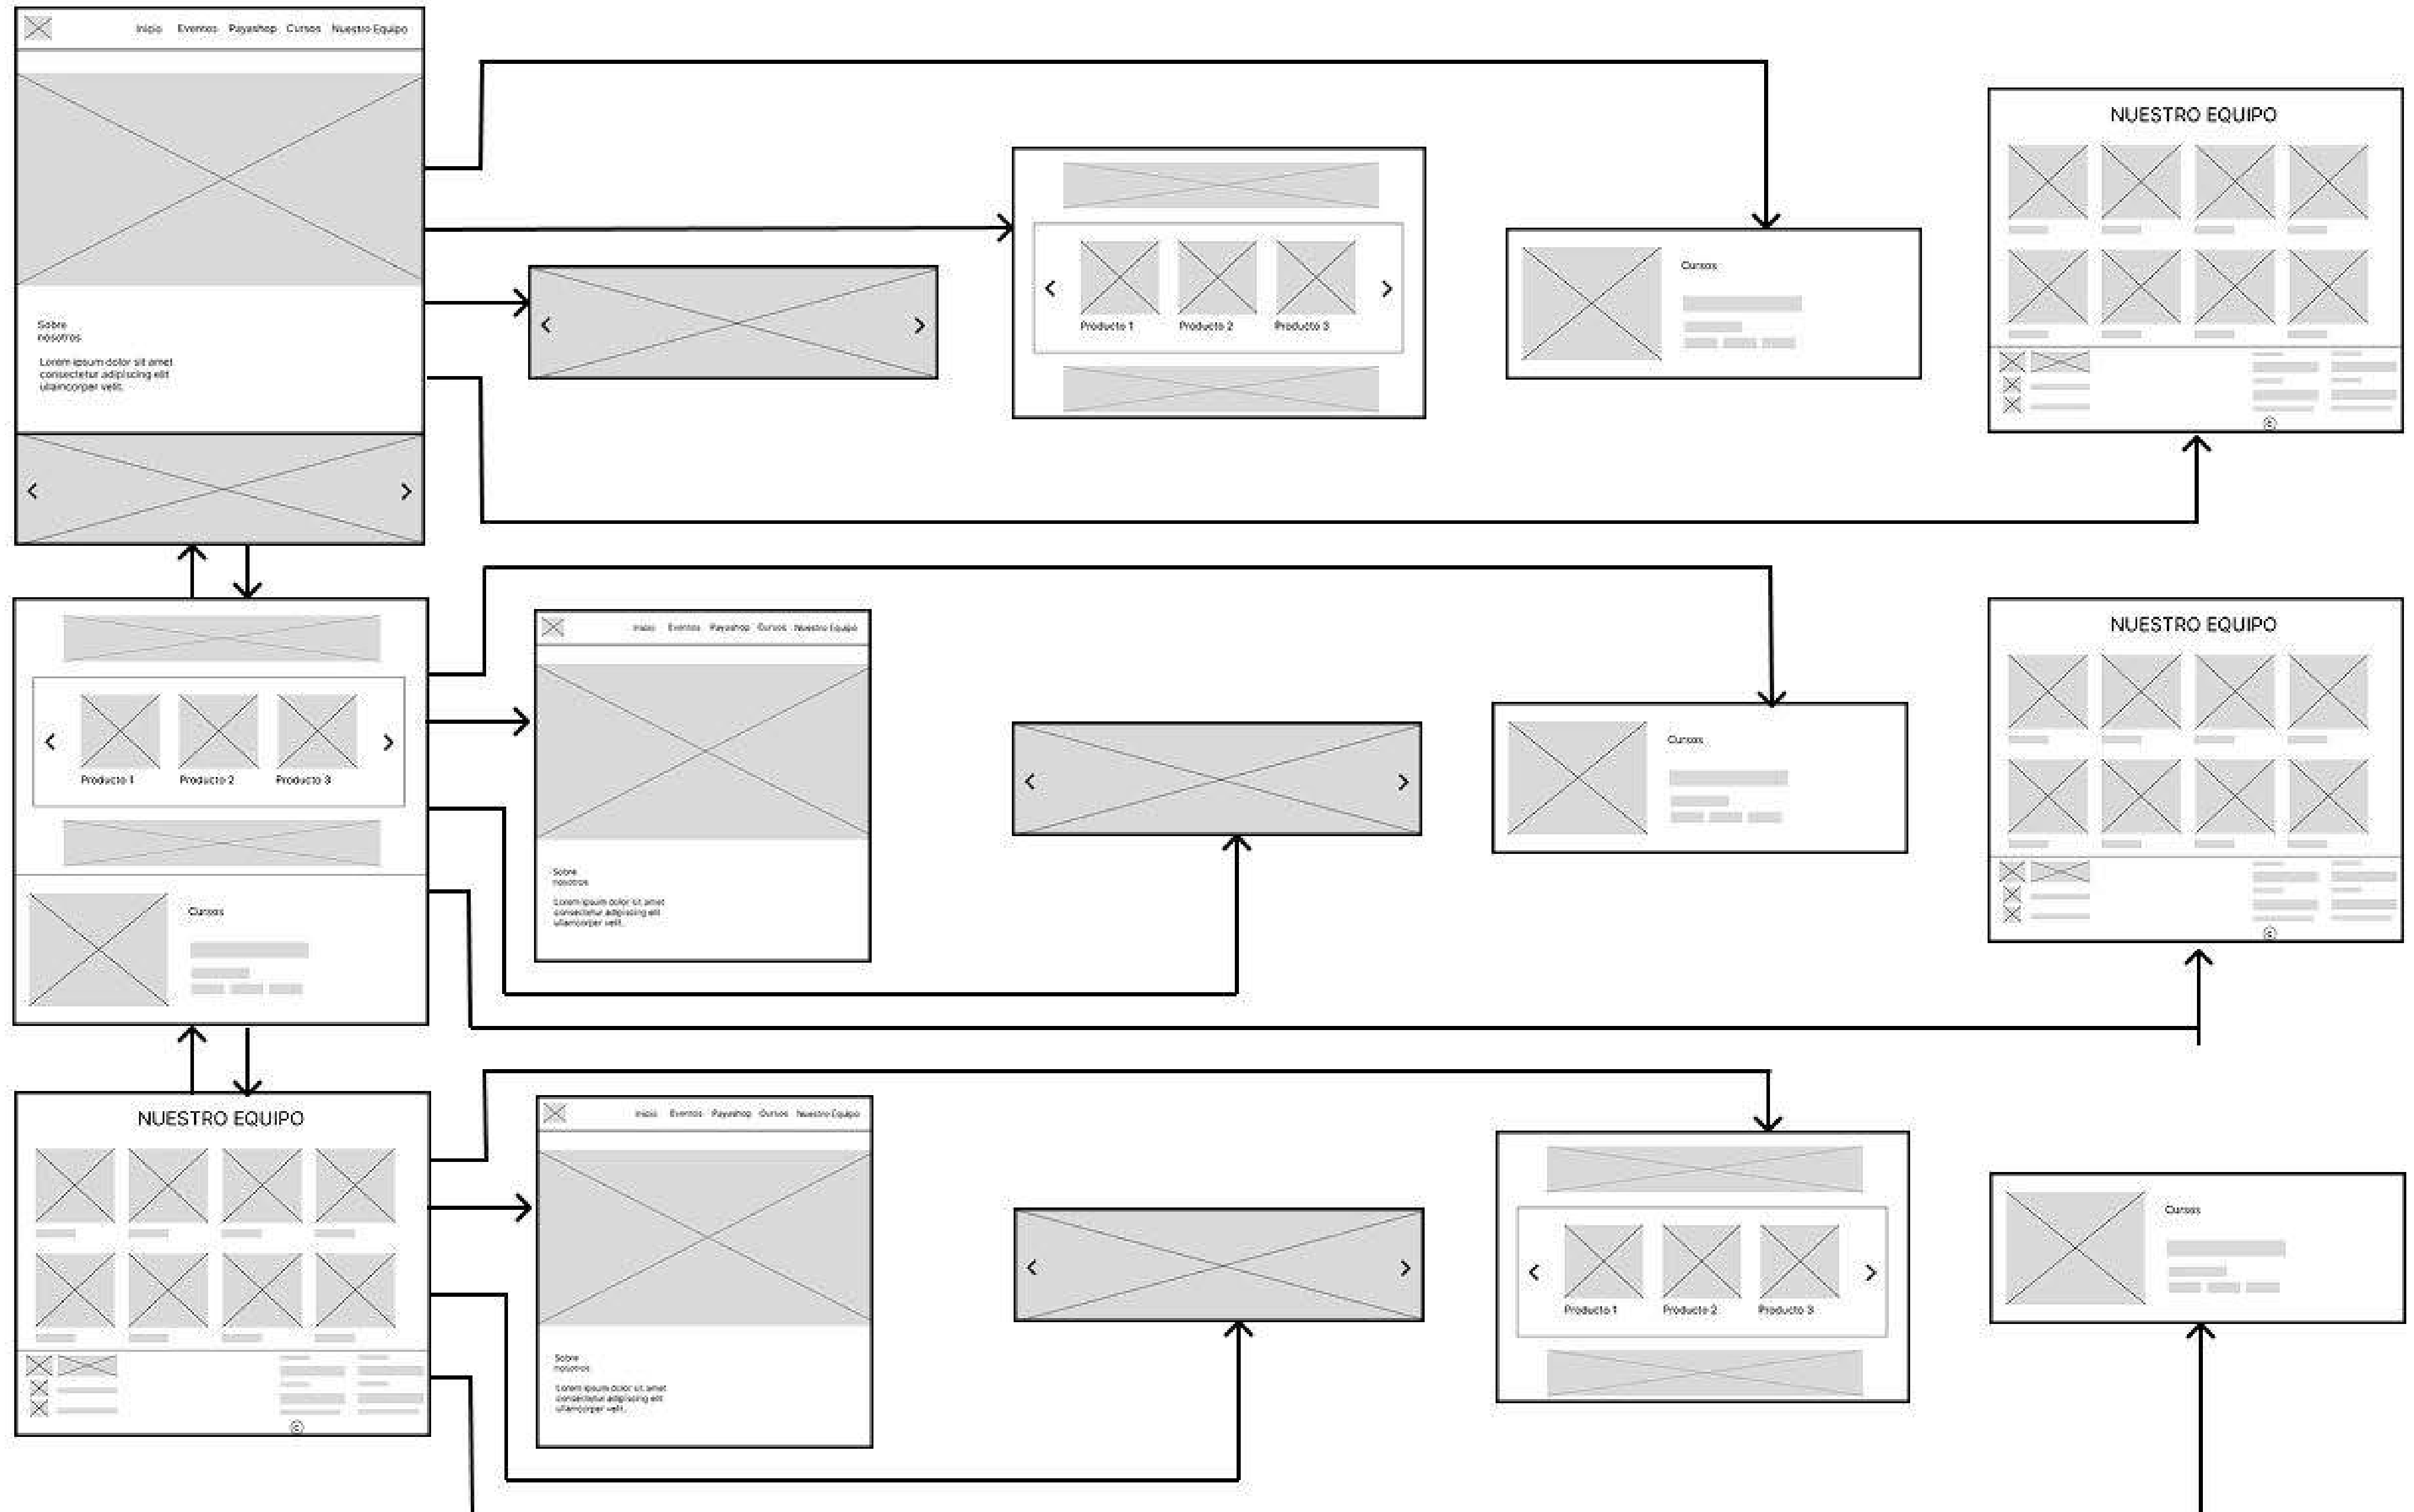 Inicio Eventos Payashop Cursos Nuestro Equipo
Sobre
nosotros
Lorem ipsum dolor sit amet
consectetur adipiscing elit
ullamcorper velit.
Producto 1 Producto 2 Producto 3
Cursos
NUESTRO EQUIPO
©
Producto 1 Producto 2 Producto 3
Cursos
Inicio Eventos Payashop Cursos Nuestro Equipo
Sobre
nosotros
Lorem ipsum dolor sit amet
consectetur adipiscing elit
ullamcorper velit.
Cursos
NUESTRO EQUIPO
©
NUESTRO EQUIPO
©
Inicio Eventos Payashop Cursos Nuestro Equipo
Sobre
nosotros
Lorem ipsum dolor sit amet
consectetur adipiscing elit
ullamcorper velit.
Producto 1 Producto 2 Producto 3
Cursos